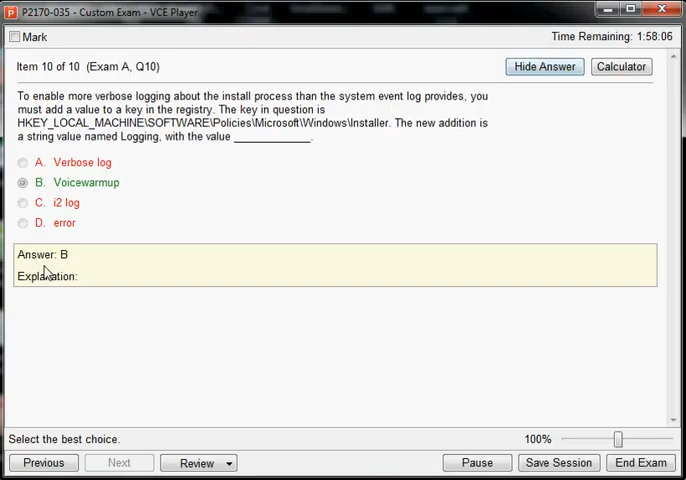 P2170-035 - Custom Exam - VCE Player
Mark
Time Remaining: 1:58:06
Item 10 of 10 (Exam A, Q10)
Hide Answer
Calculator
To enable more verbose logging about the install process than the system event log provides, you
must add a value to a key in the registry. The key in question is
HKEY_LOCAL_MACHINE\SOFTWARE\Policies\Microsoft\Windows\Installer. The new addition is
a string value named Logging, with the value ______________.
A. Verbose log
B. Voicewarmup
C. i2 log
D. error
Answer: B
Explanation:
Select the best choice.
100%
Previous
Next
Review
Pause
Save Session
End Exam